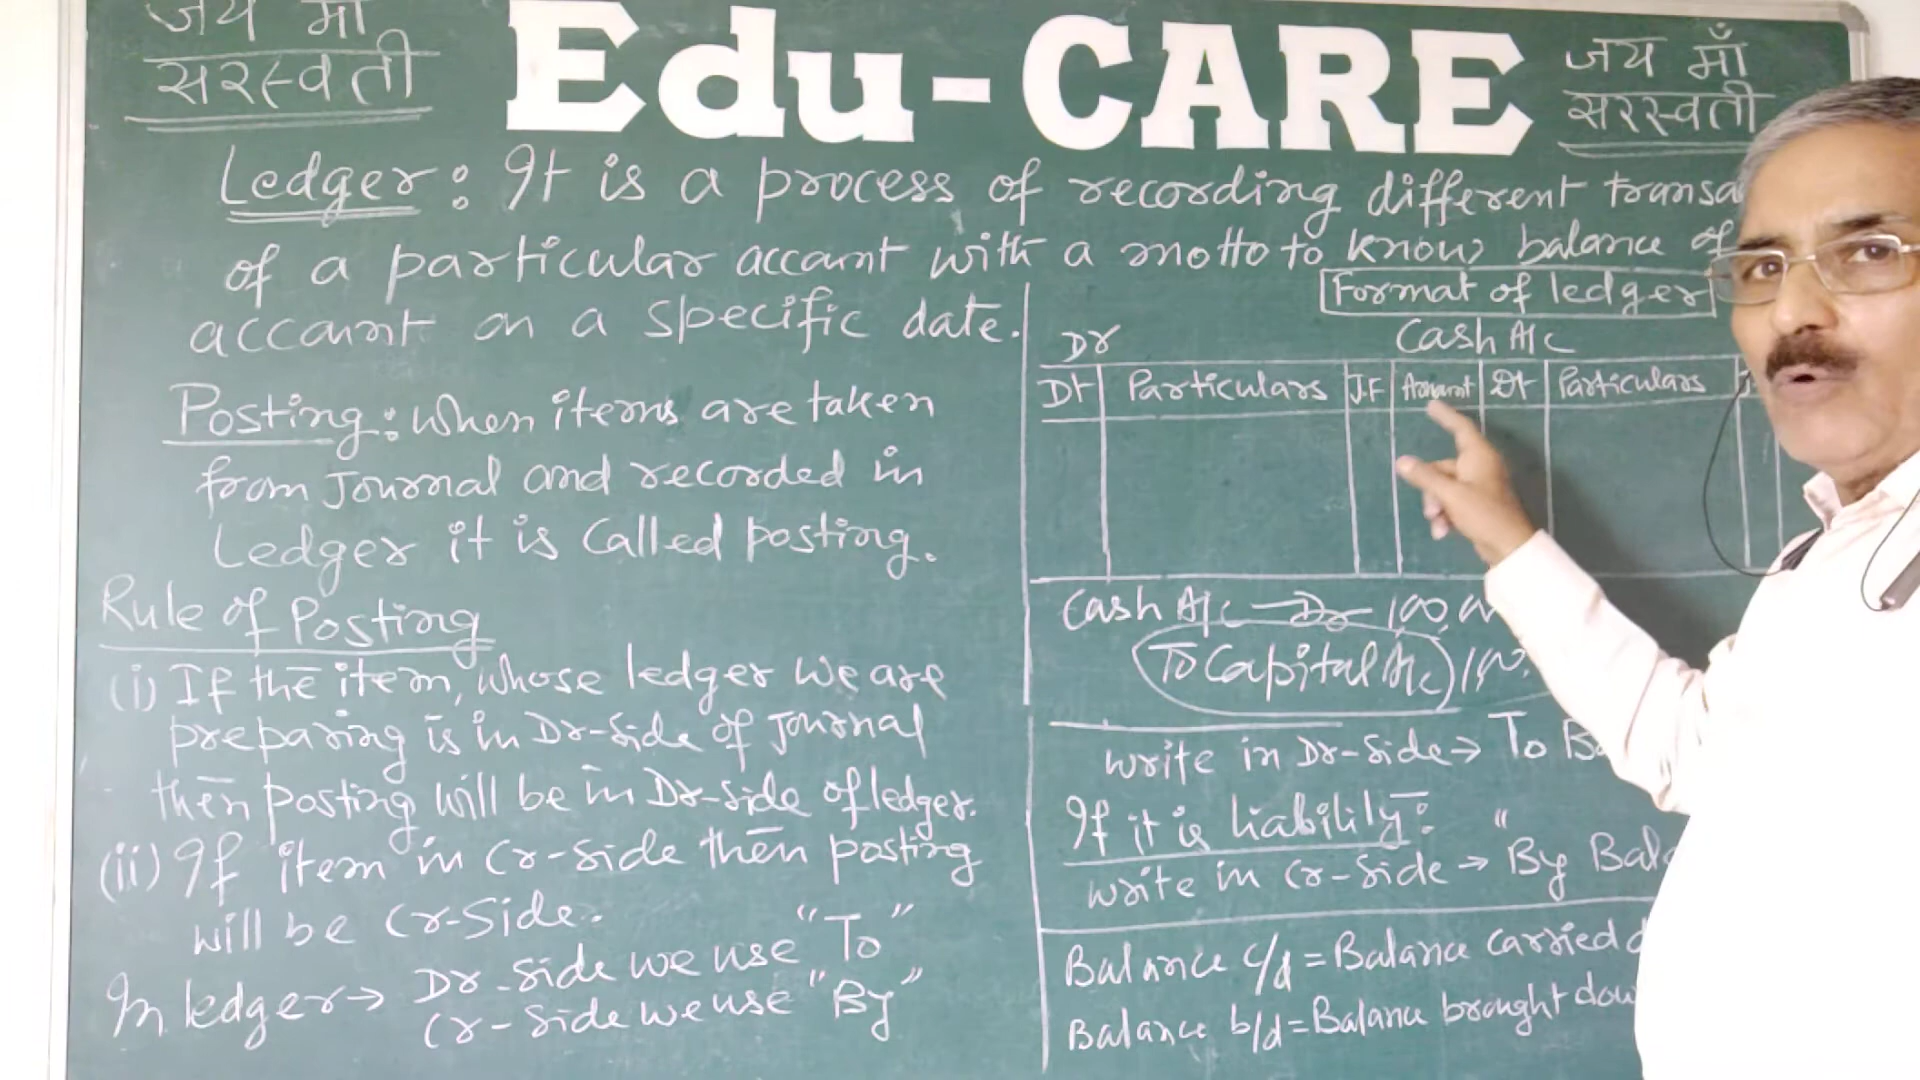 जय माँ
सरस्वती
Edu-CARE
जय माँ
सरस्वती
Ledger: It is a process of recording different transa
of a particular account with a motto to know balance of
account on a specific date.
Posting: When items are taken
from Journal and recorded in
Ledger it is called posting.
Rule of Posting
(i) If the item, whose ledger we are
preparing is in Dr-side of Journal
then posting will be in Dr-side of ledger.
(ii) If item in Cr-side then posting
will be Cr-side.
In ledger → Dr-side we use "To"
Cr-side we use "By"
Format of ledger
Dr Cash A/c
Dt Particulars J.F Amount Dt Particulars
Cash A/c Dr
To Capital A/c
write in Dr-side → To
If it is liability:
write in Cr-side → "By Bal
Balance c/d = Balance carried d
Balance b/d = Balance brought dow